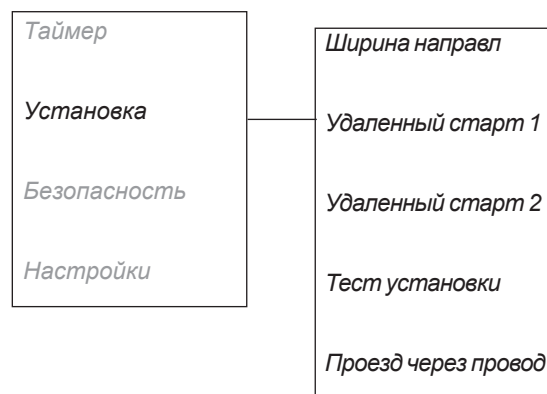 Таймер
Установка
Безопасность
Настройки
Ширина направл
Удаленный старт 1
Удаленный старт 2
Тест установки
Проезд через провод